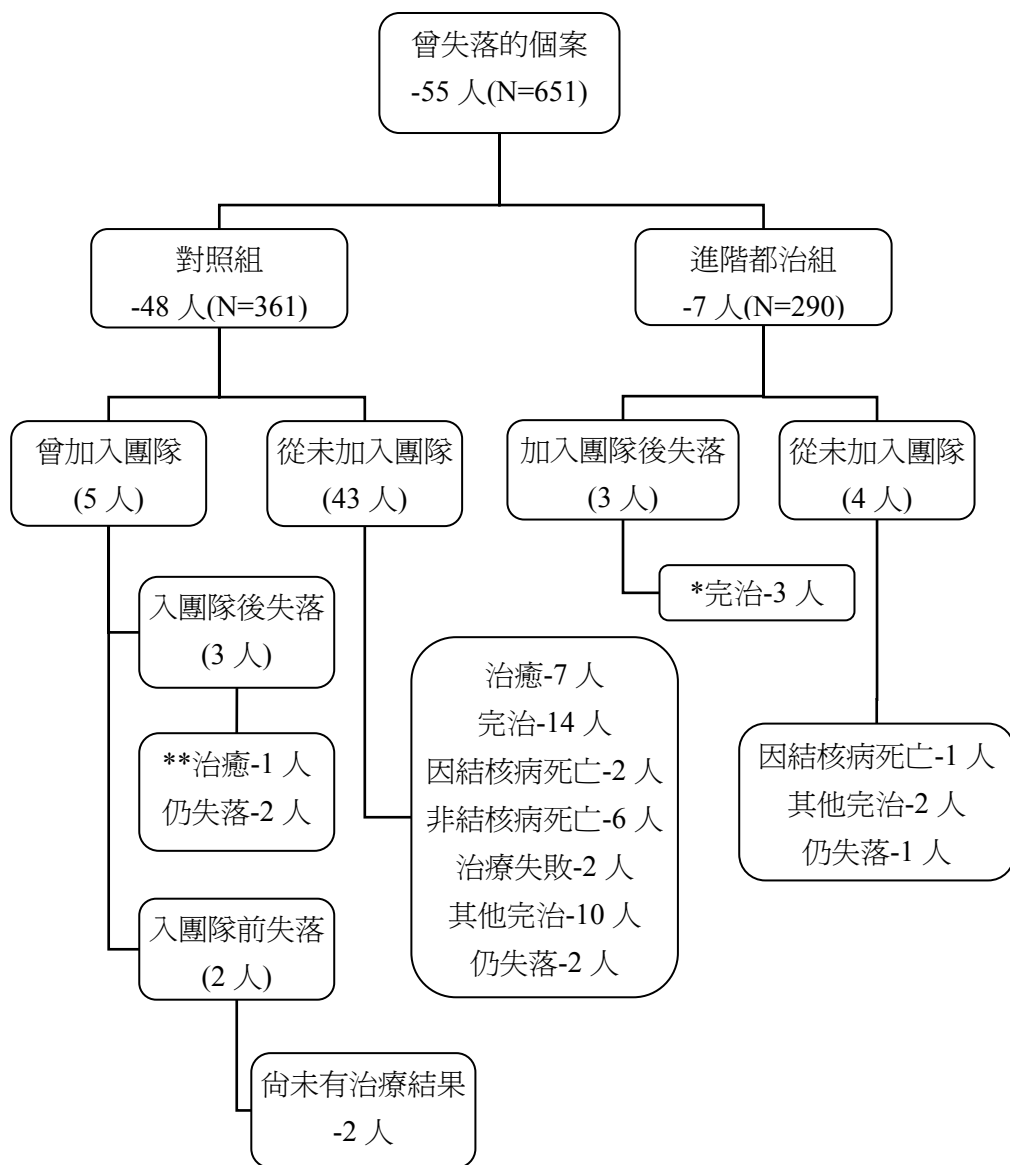 曾失落的個案
-55 人(N=651)
對照組
-48 人(N=361)
進階都治組
-7 人(N=290)
曾加入團隊
(5 人)
從未加入團隊
(43 人)
加入團隊後失落
(3 人)
從未加入團隊
(4 人)
入團隊後失落
(3 人)
*完治-3 人
**治癒-1 人
仍失落-2 人
治癒-7 人
完治-14 人
因結核病死亡-2 人
非結核病死亡-6 人
治療失敗-2 人
其他完治-10 人
仍失落-2 人
因結核病死亡-1 人
其他完治-2 人
仍失落-1 人
入團隊前失落
(2 人)
尙未有治療結果
-2 人